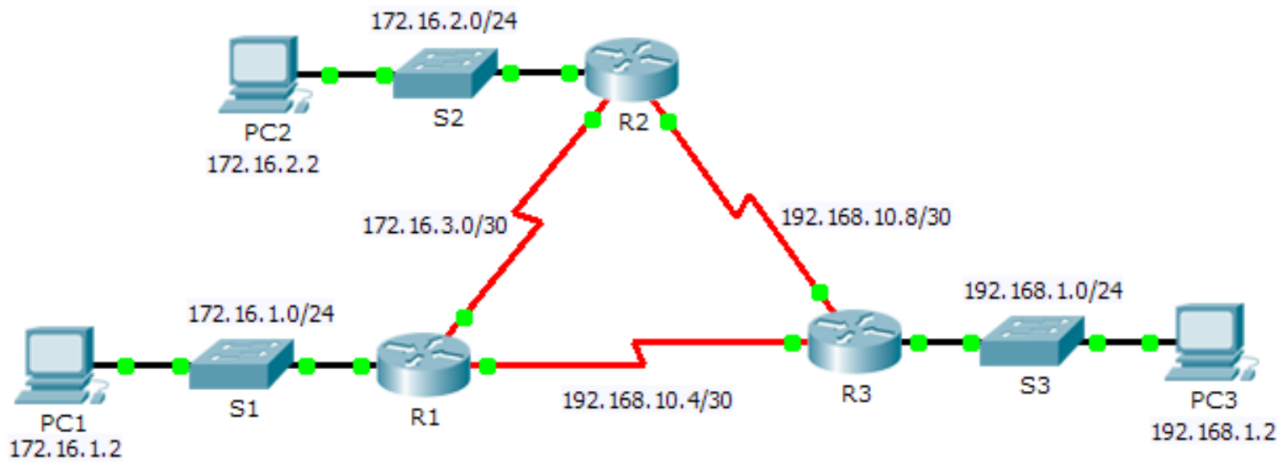 172.16.2.0/24
S2
PC2
R2
172.16.2.2
172.16.3.0/30
192.168.10.8/30
172.16.1.0/24
192.168.1.0/24
S1
R1
192.168.10.4/30
R3
S3
PC1
PC3
172.16.1.2
192.168.1.2